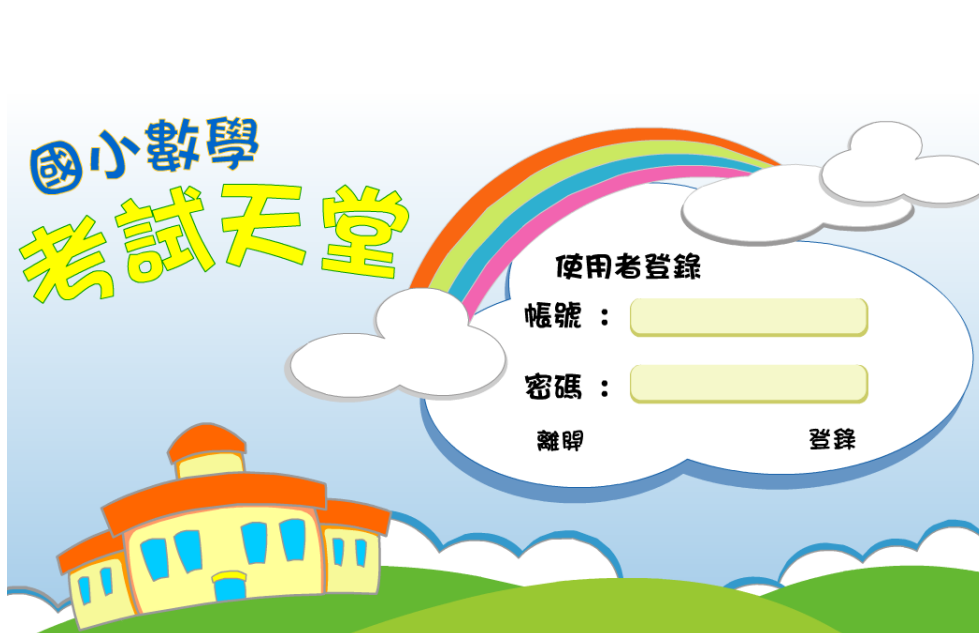 國小數學
考試天堂
使用者登錄
帳號：
密碼：
離開 登錄